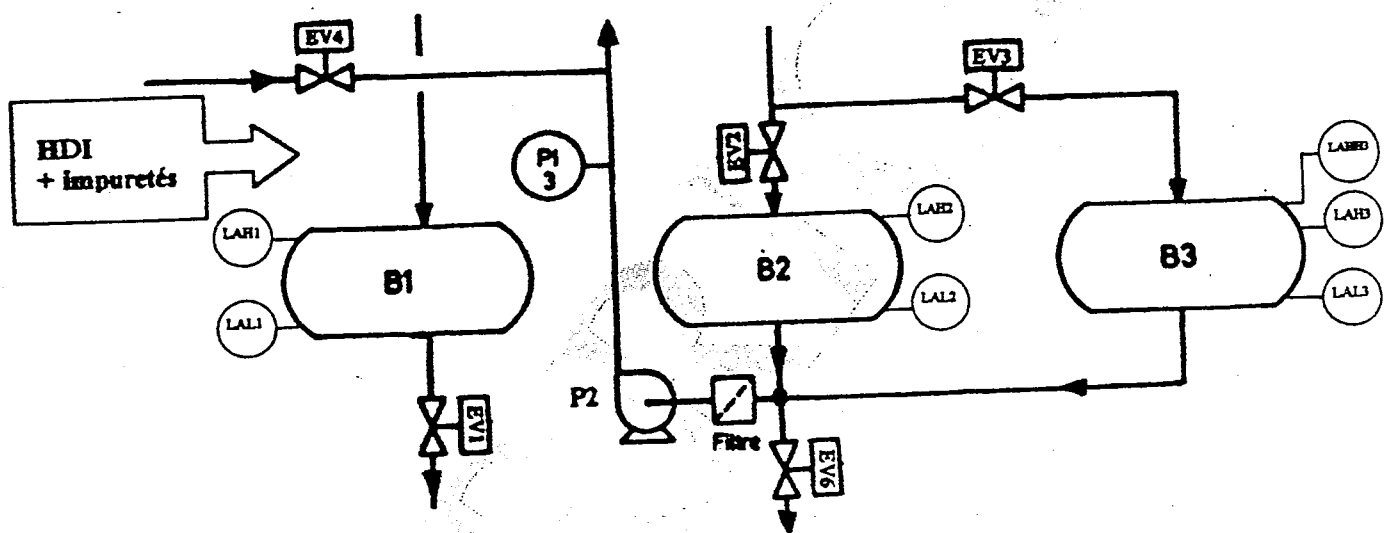 EV4
EV3
HDI
+ impuretés
PI
3
EV2
LAHH3
LAH1
LAH2
LAH3
B1
B2
B3
LAL1
LAL2
LAL3
P2
Filtre
EV1
EV6